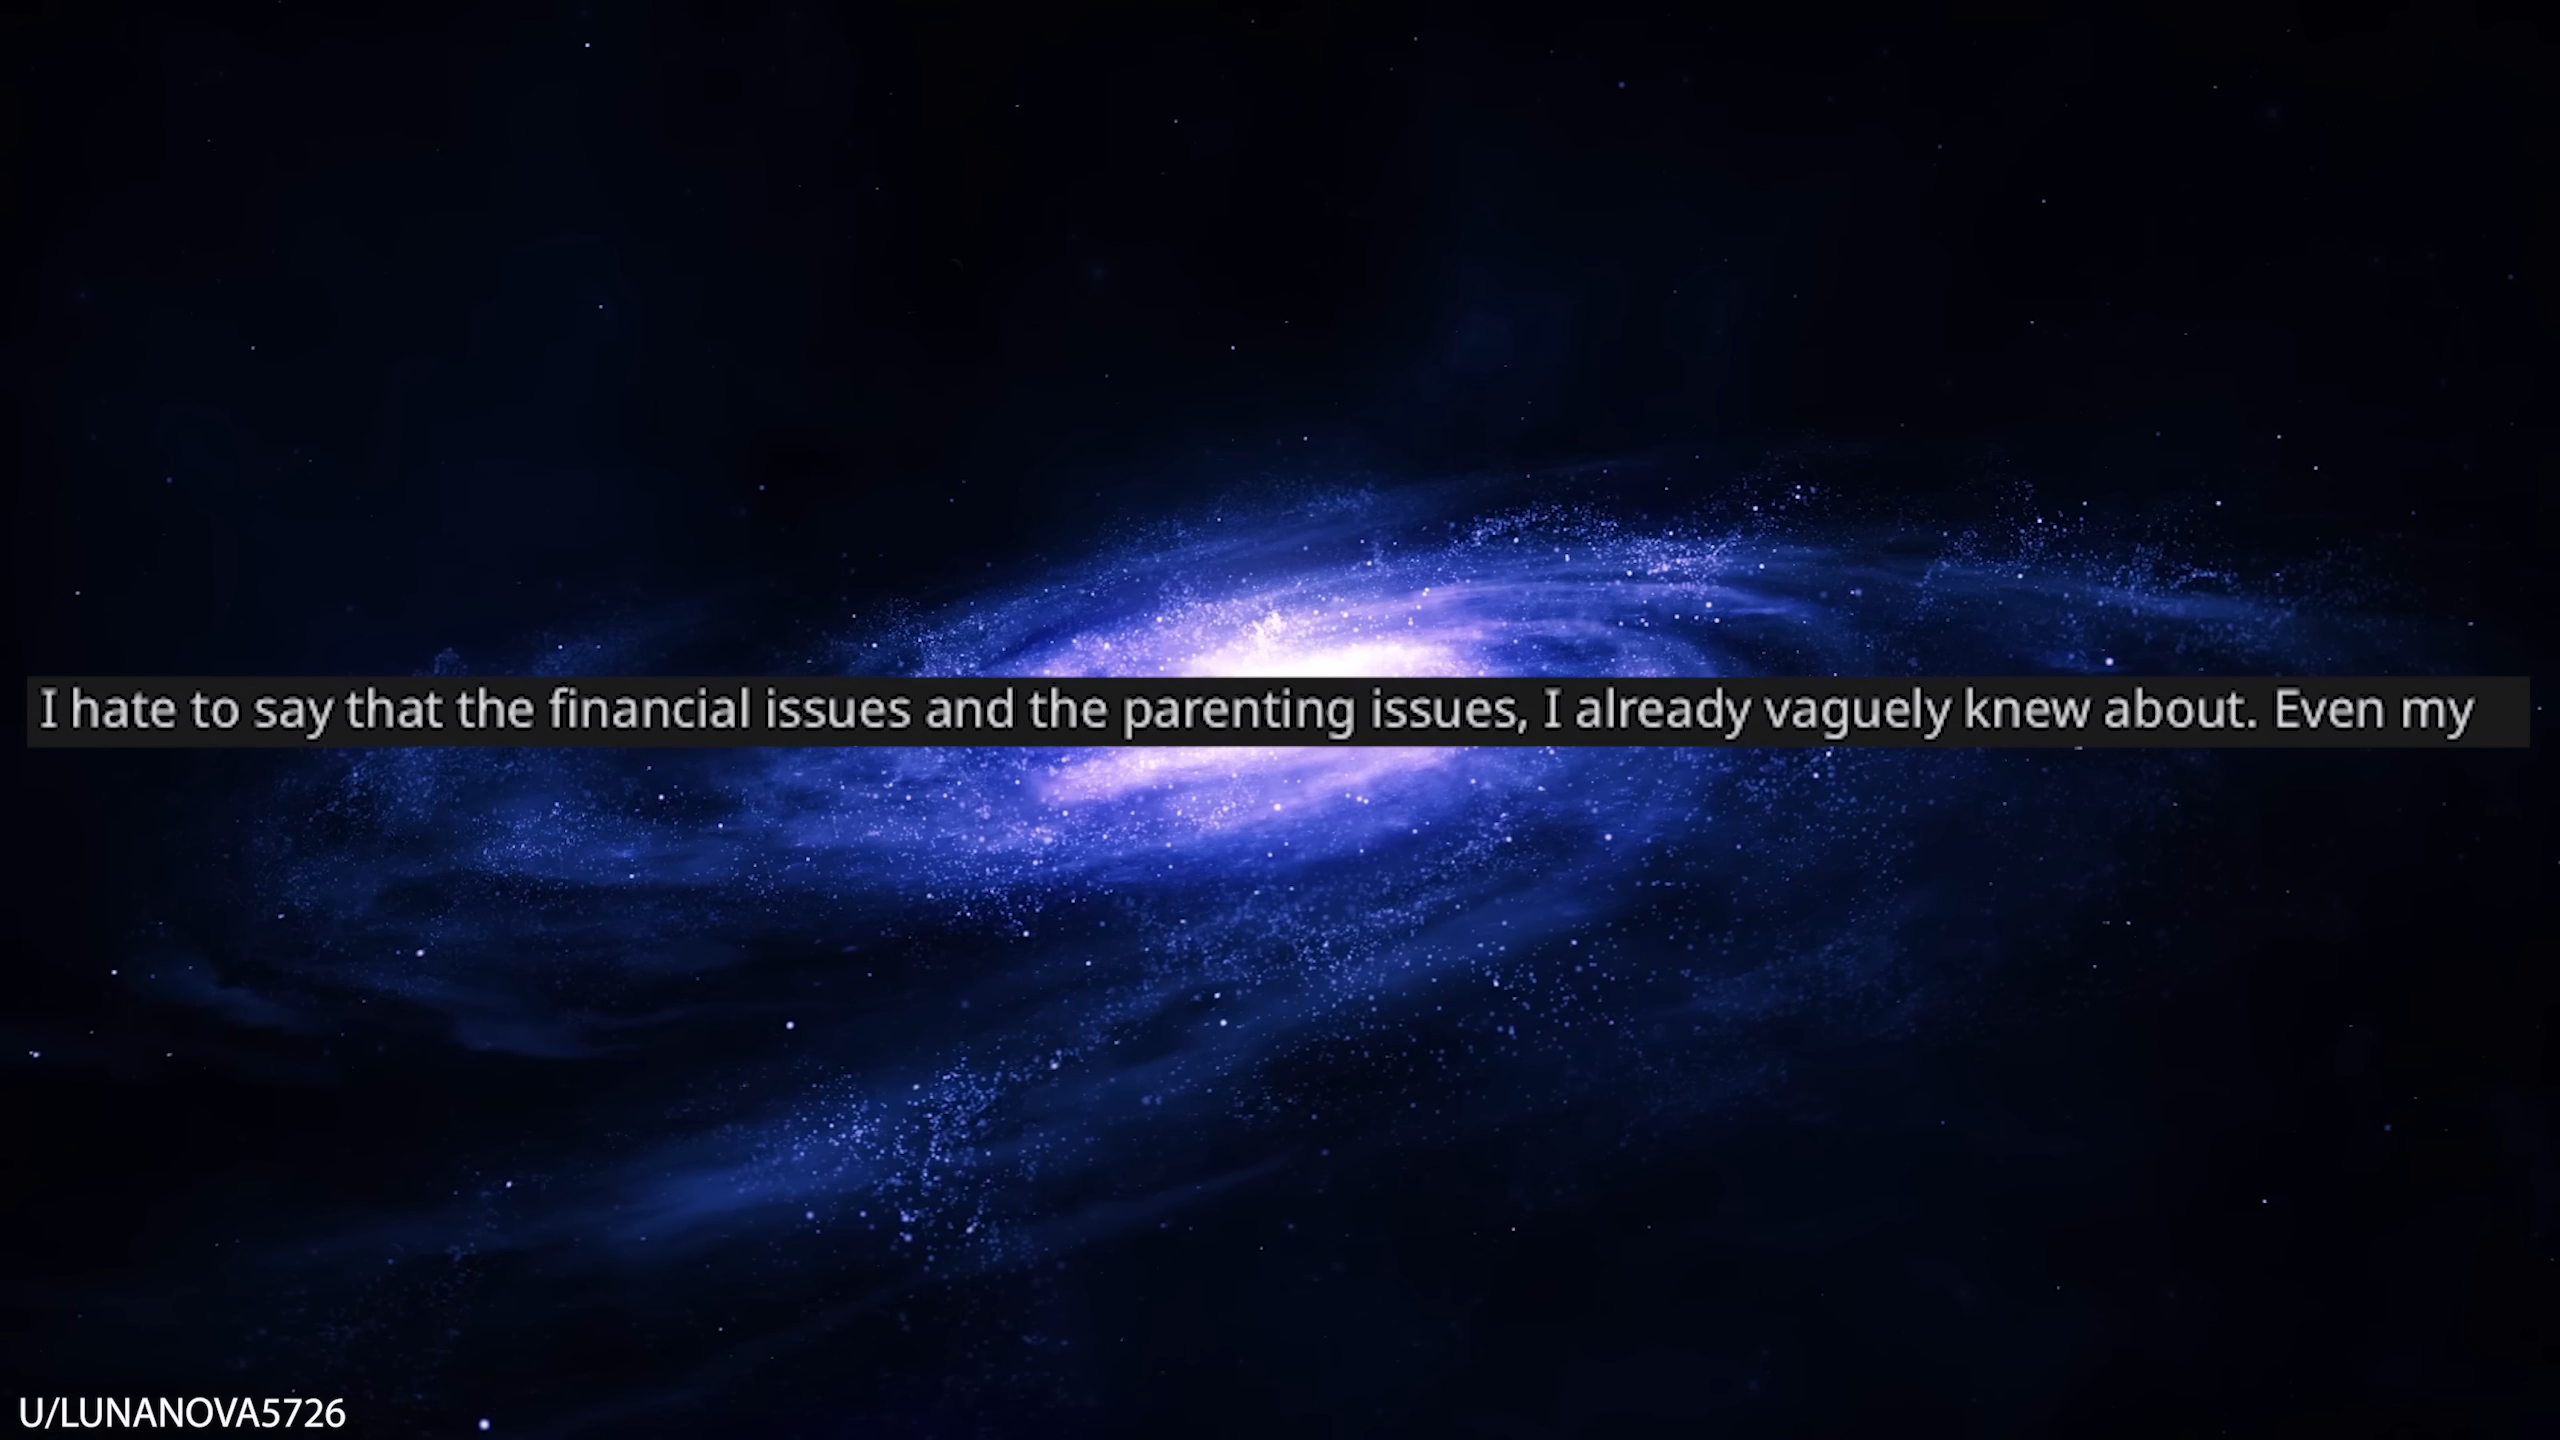 I hate to say that the financial issues and the parenting issues, I already vaguely knew about. Even my
U/LUNANOVA5726